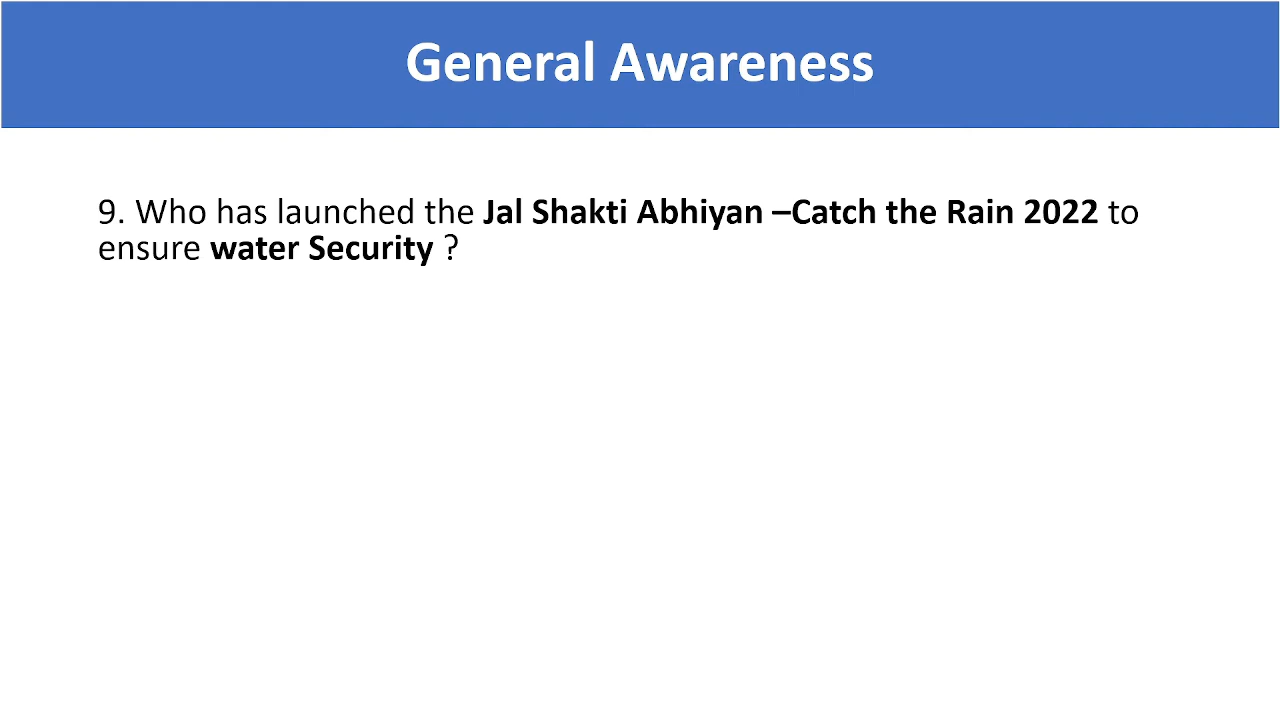 General Awareness
9. Who has launched the Jal Shakti Abhiyan –Catch the Rain 2022 to
ensure water Security ?